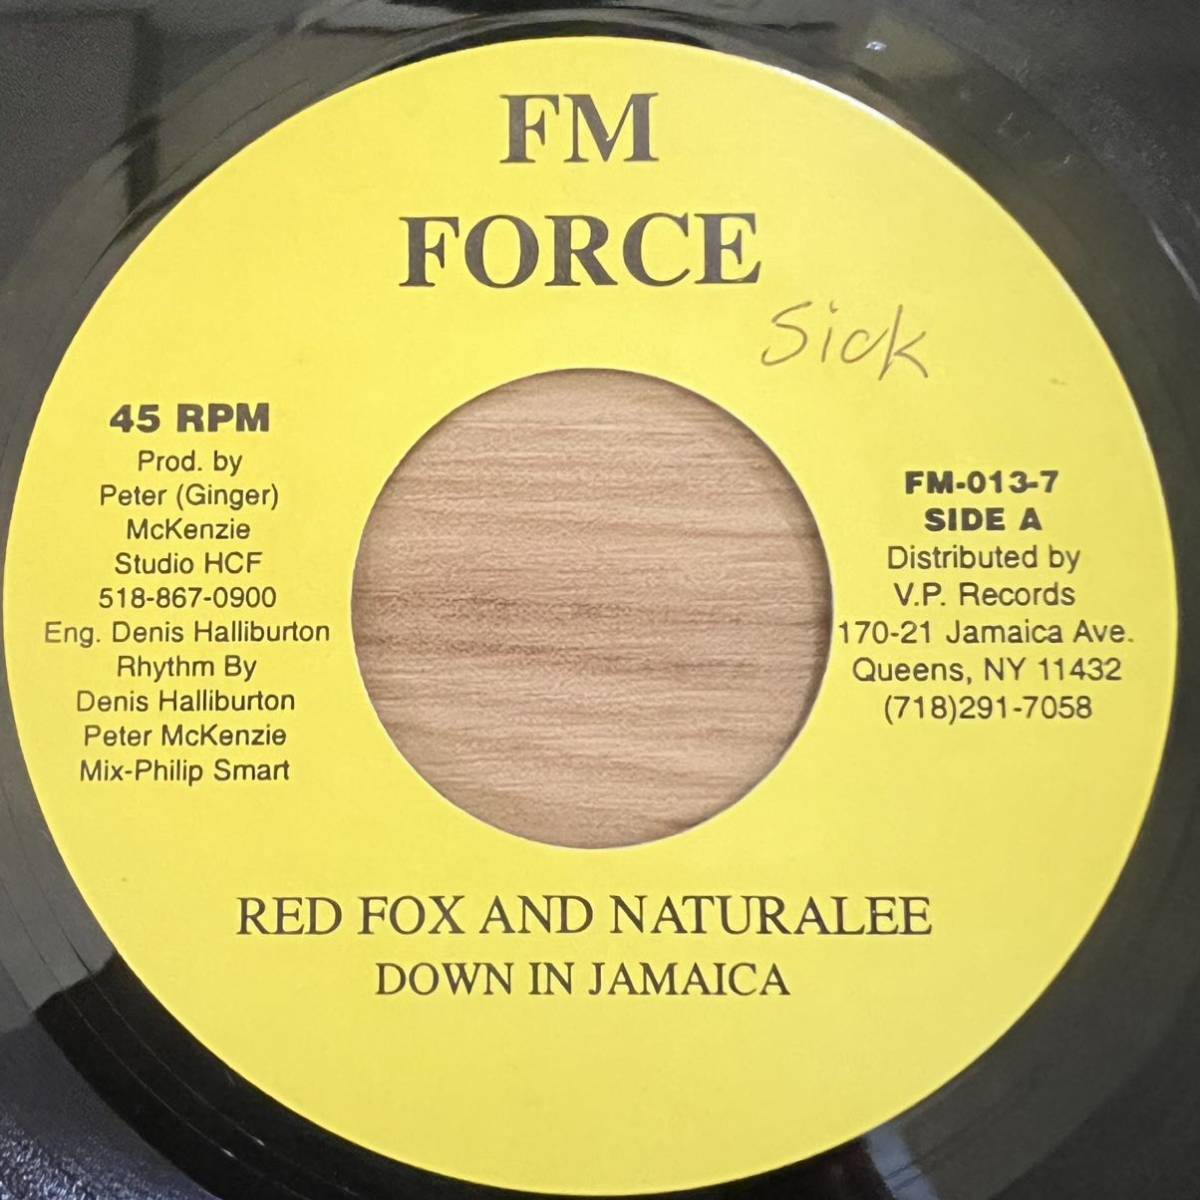 FM
FORCE
Sick
45 RPM
Prod. by
Peter (Ginger)
McKenzie
Studio HCF
518-867-0900
Eng. Denis Halliburton
Rhythm By
Denis Halliburton
Peter McKenzie
Mix-Philip Smart
FM-013-7
SIDE A
Distributed by
V.P. Records
170-21 Jamaica Ave.
Queens, NY 11432
(718)291-7058
RED FOX AND NATURALEE
DOWN IN JAMAICA